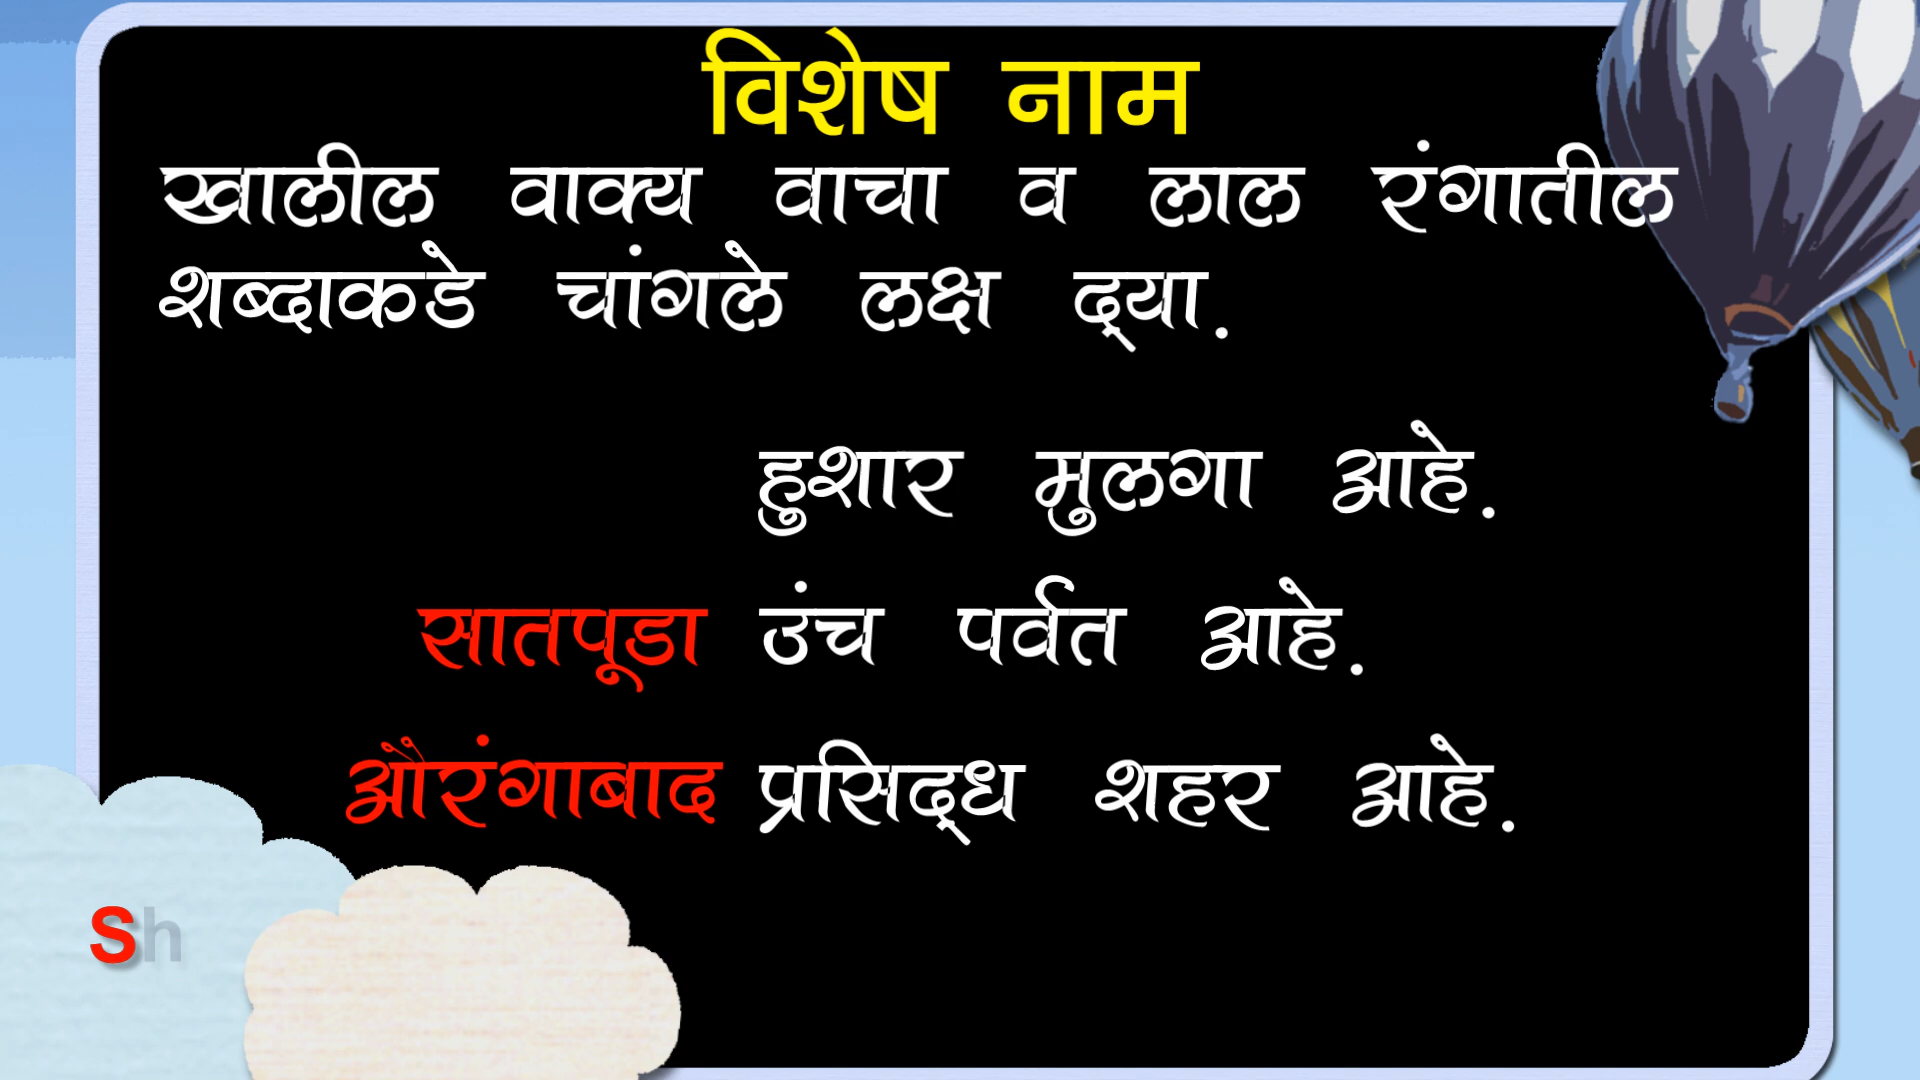 विशेष नाम
खालील वाक्य वाचा व लाल रंगातील
शब्दाकडे चांगले लक्ष द्‌या.
हुशार मुलगा आहे.
सातपूडा उंच पर्वत आहे.
औरंगाबाद प्रसिद्‌ध शहर आहे.
Sh